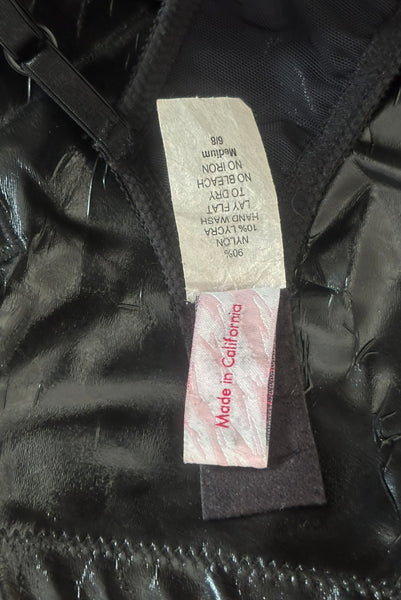 90%
NYLON
10% LYCRA
HAND WASH
LAY FLAT
TO DRY
NO BLEACH
NO IRON
Medium
6/8
Made in California